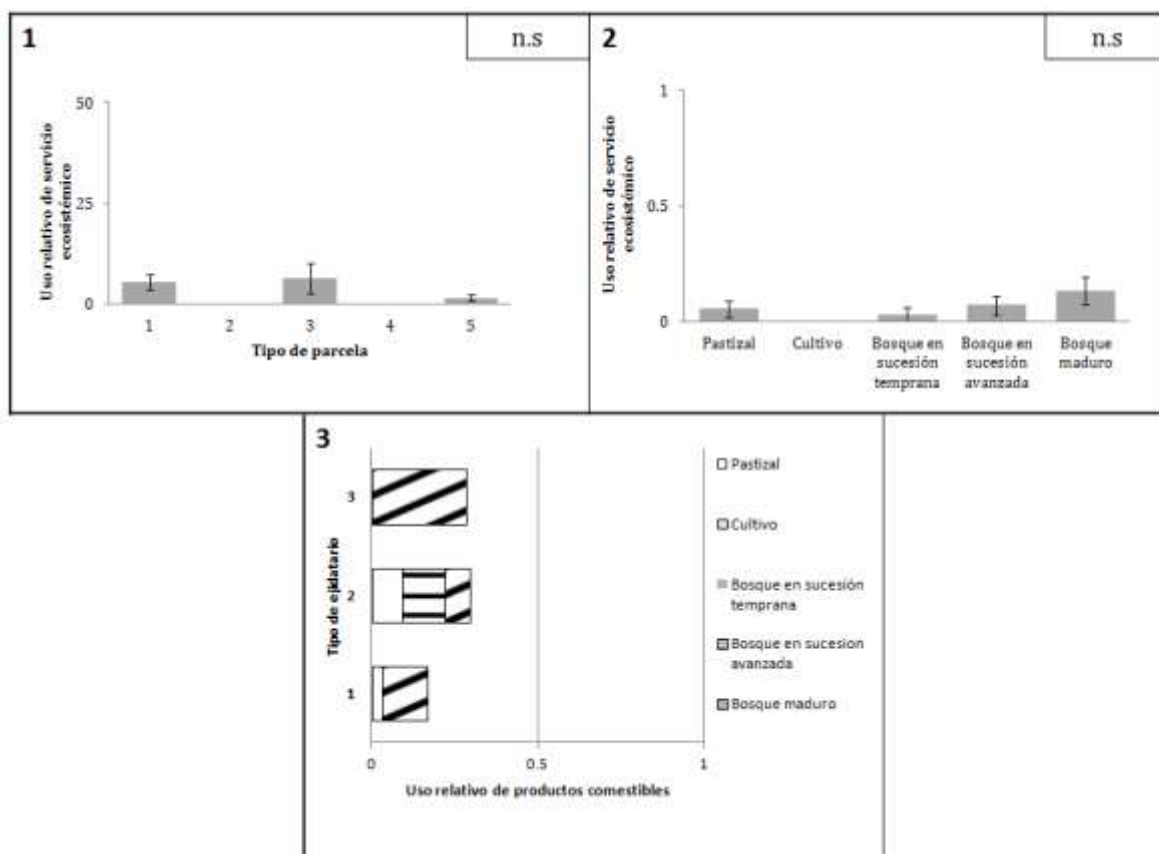 1
n.s
Uso relativo de servicio
ecosistémico
50
25
0
1 2 3 4 5
Tipo de parcela
2
n.s
Uso relativo de servicio
ecosistémico
1
0.5
0
Pastizal Cultivo Bosque en Bosque en Bosque
sucesión sucesión maduro
temprana avanzada
3
Tipo de ejidatario
3
2
1
0 0.5 1
Uso relativo de productos comestibles
Pastizal
Cultivo
Bosque en sucesión
temprana
Bosque en sucesion
avanzada
Bosque maduro